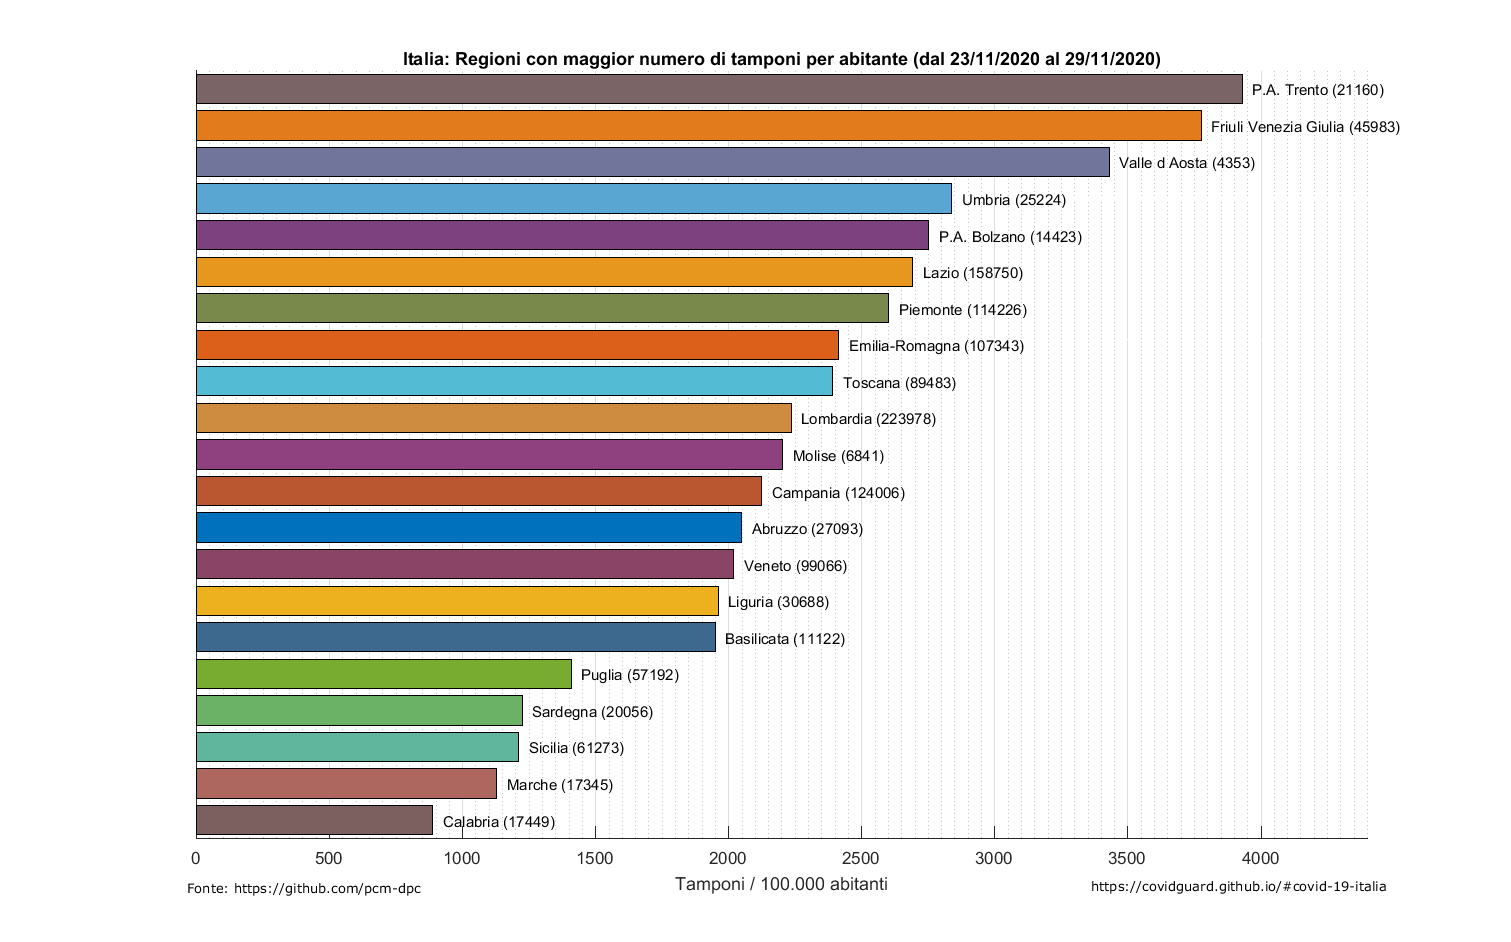 Italia: Regioni con maggior numero di tamponi per abitante (dal 23/11/2020 al 29/11/2020)
P.A. Trento (21160)
Friuli Venezia Giulia (45983)
Valle d Aosta (4353)
Umbria (25224)
P.A. Bolzano (14423)
Lazio (158750)
Piemonte (114226)
Emilia-Romagna (107343)
Toscana (89483)
Lombardia (223978)
Molise (6841)
Campania (124006)
Abruzzo (27093)
Veneto (99066)
Liguria (30688)
Basilicata (11122)
Puglia (57192)
Sardegna (20056)
Sicilia (61273)
Marche (17345)
Calabria (17449)
0 500 1000 1500 2000 2500 3000 3500 4000
Tamponi / 100.000 abitanti
Fonte: https://github.com/pcm-dpc
https://covidguard.github.io/#covid-19-italia